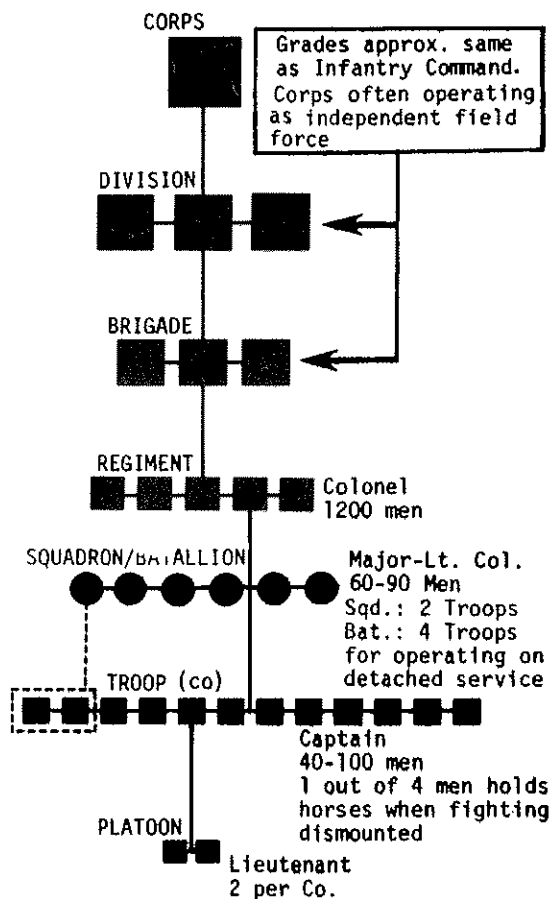 CORPS
Grades approx. same
as Infantry Command.
Corps often operating
as independent field
force
DIVISION
BRIGADE
REGIMENT
Colonel
1200 men
SQUADRON/BATALLION
Major-Lt. Col.
60-90 Men
Sqd.: 2 Troops
Bat.: 4 Troops
for operating on
detached service
TROOP (co)
Captain
40-100 men
1 out of 4 men holds
horses when fighting
dismounted
PLATOON
Lieutenant
2 per Co.